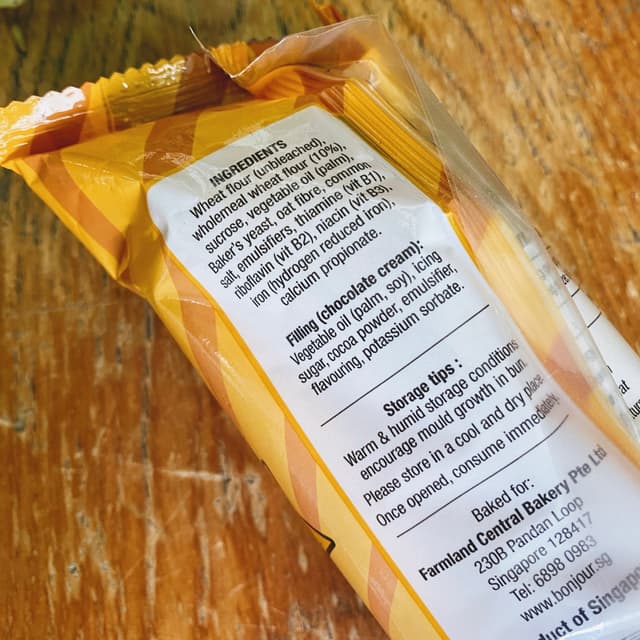 INGREDIENTS
Wheat flour (unbleached),
wholemeal wheat flour (10%),
sucrose, vegetable oil (palm),
Baker's yeast, oat fibre, common
salt, emulsifiers, thiamine (vit B1),
riboflavin (vit B2), niacin (vit B3),
iron (hydrogen reduced iron),
calcium propionate.
Filling (chocolate cream):
Vegetable oil (palm, soy), icing
sugar, cocoa powder, emulsifier,
flavouring, potassium sorbate.
Storage tips :
Warm & humid storage conditions
encourage mould growth in bun.
Please store in a cool and dry place.
Once opened, consume immediately.
Baked for:
Farmland Central Bakery Pte Ltd
230B Pandan Loop
Singapore 128417
Tel: 6898 0983
www.bonjour.sg
of Singapo